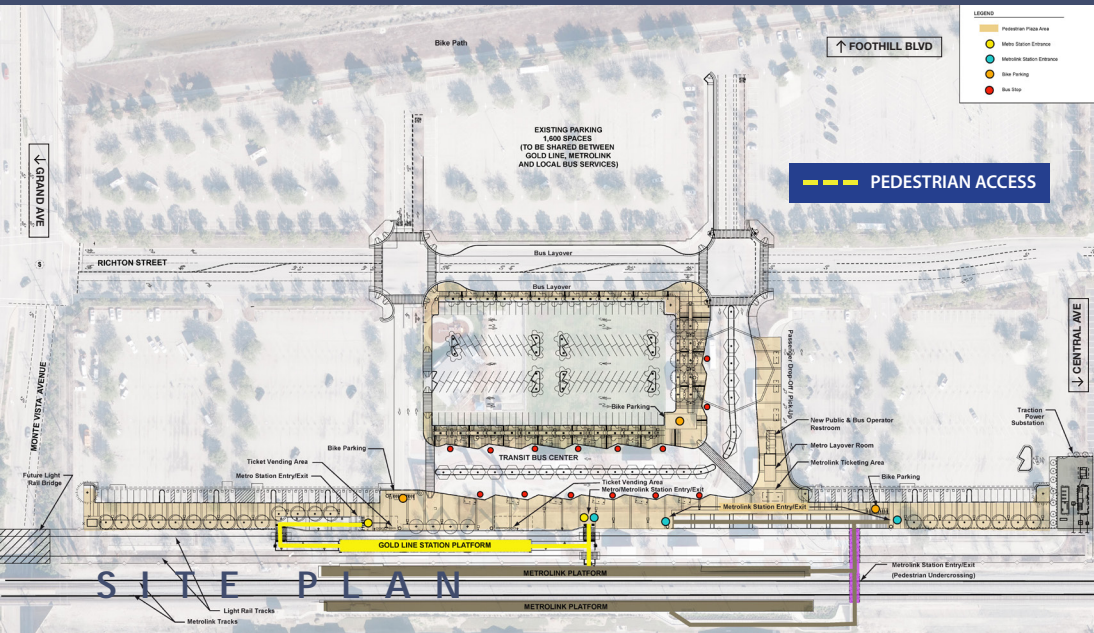 LEGEND
Pedestrian Plaza Area
Metro Station Entrance
Metrolink Station Entrance
Bike Parking
Bus Stop
Bike Path
↑ FOOTHILL BLVD
EXISTING PARKING
1,600 SPACES
(TO BE SHARED BETWEEN
GOLD LINE, METROLINK
AND LOCAL BUS SERVICES)
PEDESTRIAN ACCESS
↓ GRAND AVE
5
RICHTON STREET
Bus Layover
Bus Layover
↓ CENTRAL AVE
MONTE VISTA AVENUE
Passenger Drop-Off / Pick-Up
Bike Parking
New Public & Bus Operator
Restroom
Traction
Power
Substation
Metro Layover Room
Bike Parking
TRANSIT BUS CENTER
Metrolink Ticketing Area
Ticket Vending Area
Metro Station Entry/Exit
Future Light
Rail Bridge
Ticket Vending Area
Metro/Metrolink Station Entry/Exit
Bike Parking
Metrolink Station Entry/Exit
GOLD LINE STATION PLATFORM
METROLINK PLATFORM
Metrolink Station Entry/Exit
(Pedestrian Undercrossing)
SITE PLAN
METROLINK PLATFORM
Light Rail Tracks
Metrolink Tracks